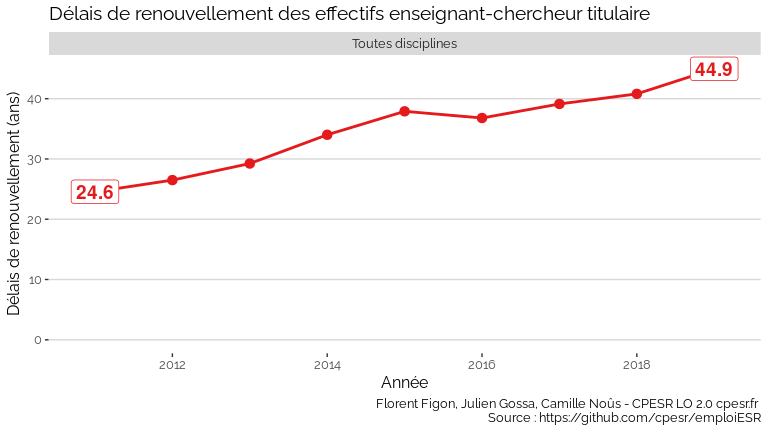 Délais de renouvellement des effectifs enseignant-chercheur titulaire
Toutes disciplines
Délais de renouvellement (ans)
40
30
20
10
0
24.6
44.9
2012
2014
2016
2018
Année
Florent Figon, Julien Gossa, Camille Noûs - CPESR LO 2.0 cpesr.fr
Source : https://github.com/cpesr/emploiESR